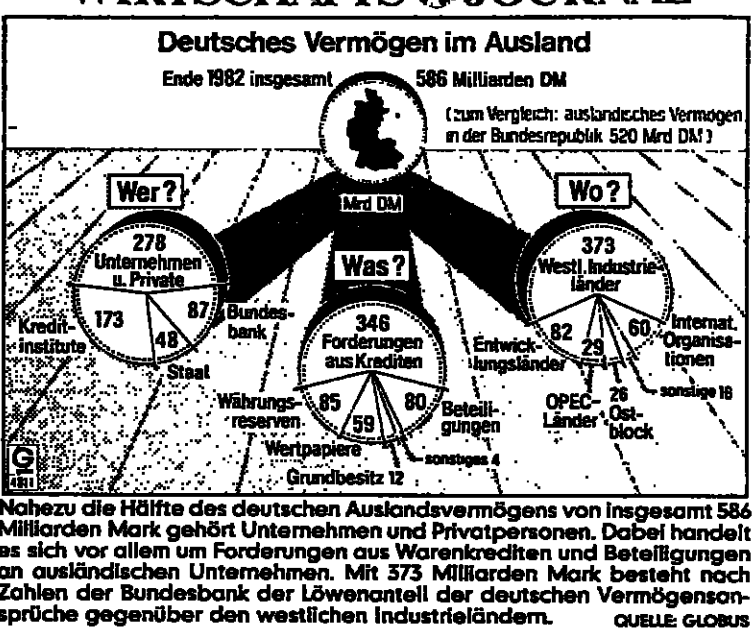 WIRTSCHAFTS JOURNAL
Deutsches Vermögen im Ausland
Ende 1982 insgesamt 586 Milliarden DM
(zum Vergleich: ausländisches Vermögen
in der Bundesrepublik 520 Mrd DM)
Mrd DM
Wer?
278
Unternehmen
u. Private
87
Bundes-
bank
48
Staat
173
Kredit-
institute
Was?
346
Forderungen
aus Krediten
80
Beteili-
gungen
sonstiges 4
Grundbesitz 12
59
Wertpapiere
85
Währungs-
reserven
Wo?
373
Westl. Industrie-
länder
60
Internat.
Organisa-
tionen
sonstige 16
26
Ost-
block
29
OPEC-
Länder
82
Entwick-
lungsländer
G
4811
Nahezu die Hälfte des deutschen Auslandsvermögens von insgesamt 586
Milliarden Mark gehört Unternehmen und Privatpersonen. Dabei handelt
es sich vor allem um Forderungen aus Warenkrediten und Beteiligungen
an ausländischen Unternehmen. Mit 373 Milliarden Mark besteht nach
Zahlen der Bundesbank der Löwenanteil der deutschen Vermögensan-
sprüche gegenüber den westlichen Industrieländern. QUELLE: GLOBUS